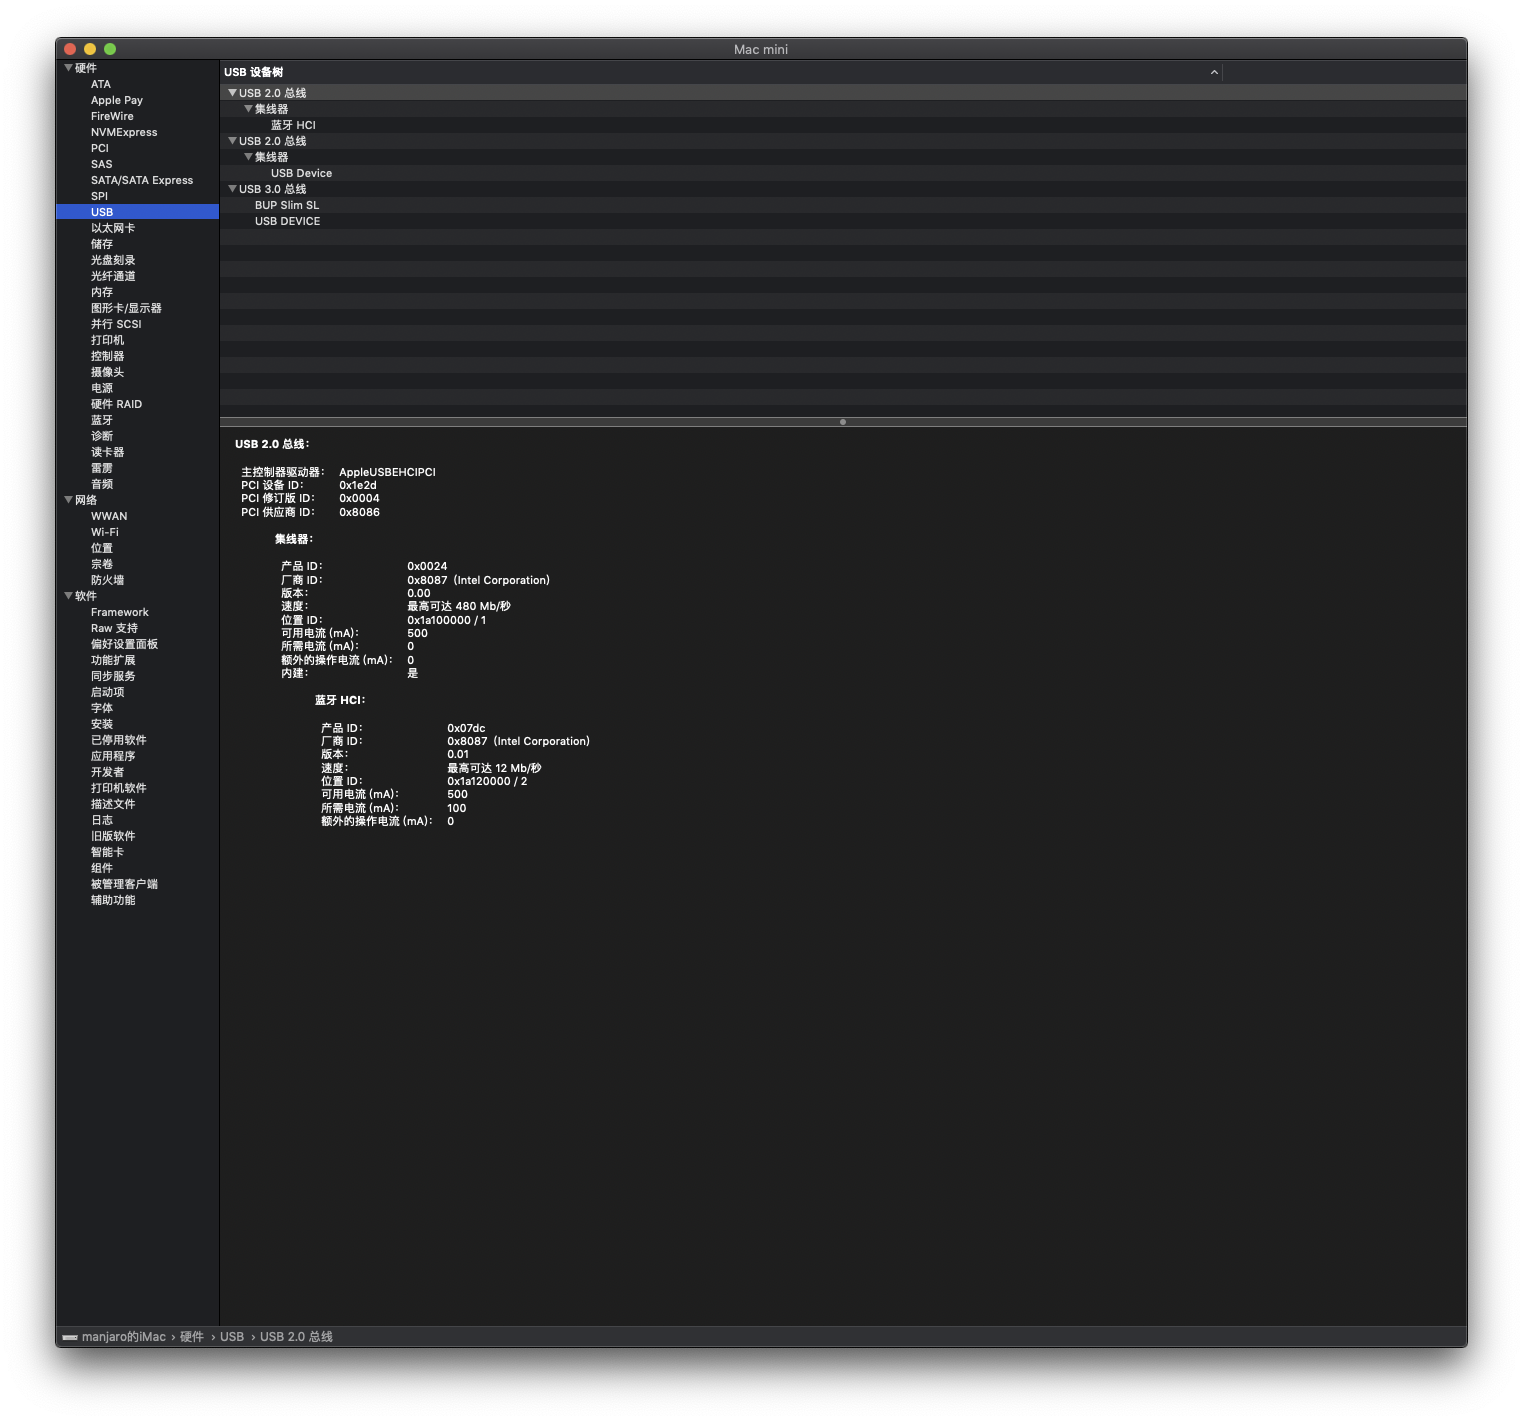 Mac mini
硬件
ATA
Apple Pay
FireWire
NVMExpress
PCI
SAS
SATA/SATA Express
SPI
USB
以太网卡
储存
光盘刻录
光纤通道
内存
图形卡/显示器
并行 SCSI
打印机
控制器
摄像头
电源
硬件 RAID
蓝牙
诊断
读卡器
雷雳
音频
网络
WWAN
Wi-Fi
位置
宗卷
防火墙
软件
Framework
Raw 支持
偏好设置面板
功能扩展
同步服务
启动项
字体
安装
已停用软件
应用程序
开发者
打印机软件
描述文件
日志
旧版软件
智能卡
组件
被管理客户端
辅助功能
USB 设备树
USB 2.0 总线
集线器
蓝牙 HCI
USB 2.0 总线
集线器
USB Device
USB 3.0 总线
BUP Slim SL
USB DEVICE
USB 2.0 总线：
主控制器驱动器： AppleUSBEHCIPCI
PCI 设备 ID： 0x1e2d
PCI 修订版 ID： 0x0004
PCI 供应商 ID： 0x8086
集线器：
产品 ID： 0x0024
厂商 ID： 0x8087（Intel Corporation）
版本： 0.00
速度： 最高可达 480 Mb/秒
位置 ID： 0x1a100000 / 1
可用电流 (mA)： 500
所需电流 (mA)： 0
额外的操作电流 (mA)： 0
内建： 是
蓝牙 HCI：
产品 ID： 0x07dc
厂商 ID： 0x8087（Intel Corporation）
版本： 0.01
速度： 最高可达 12 Mb/秒
位置 ID： 0x1a120000 / 2
可用电流 (mA)： 500
所需电流 (mA)： 100
额外的操作电流 (mA)： 0
manjaro的iMac › 硬件 › USB › USB 2.0 总线